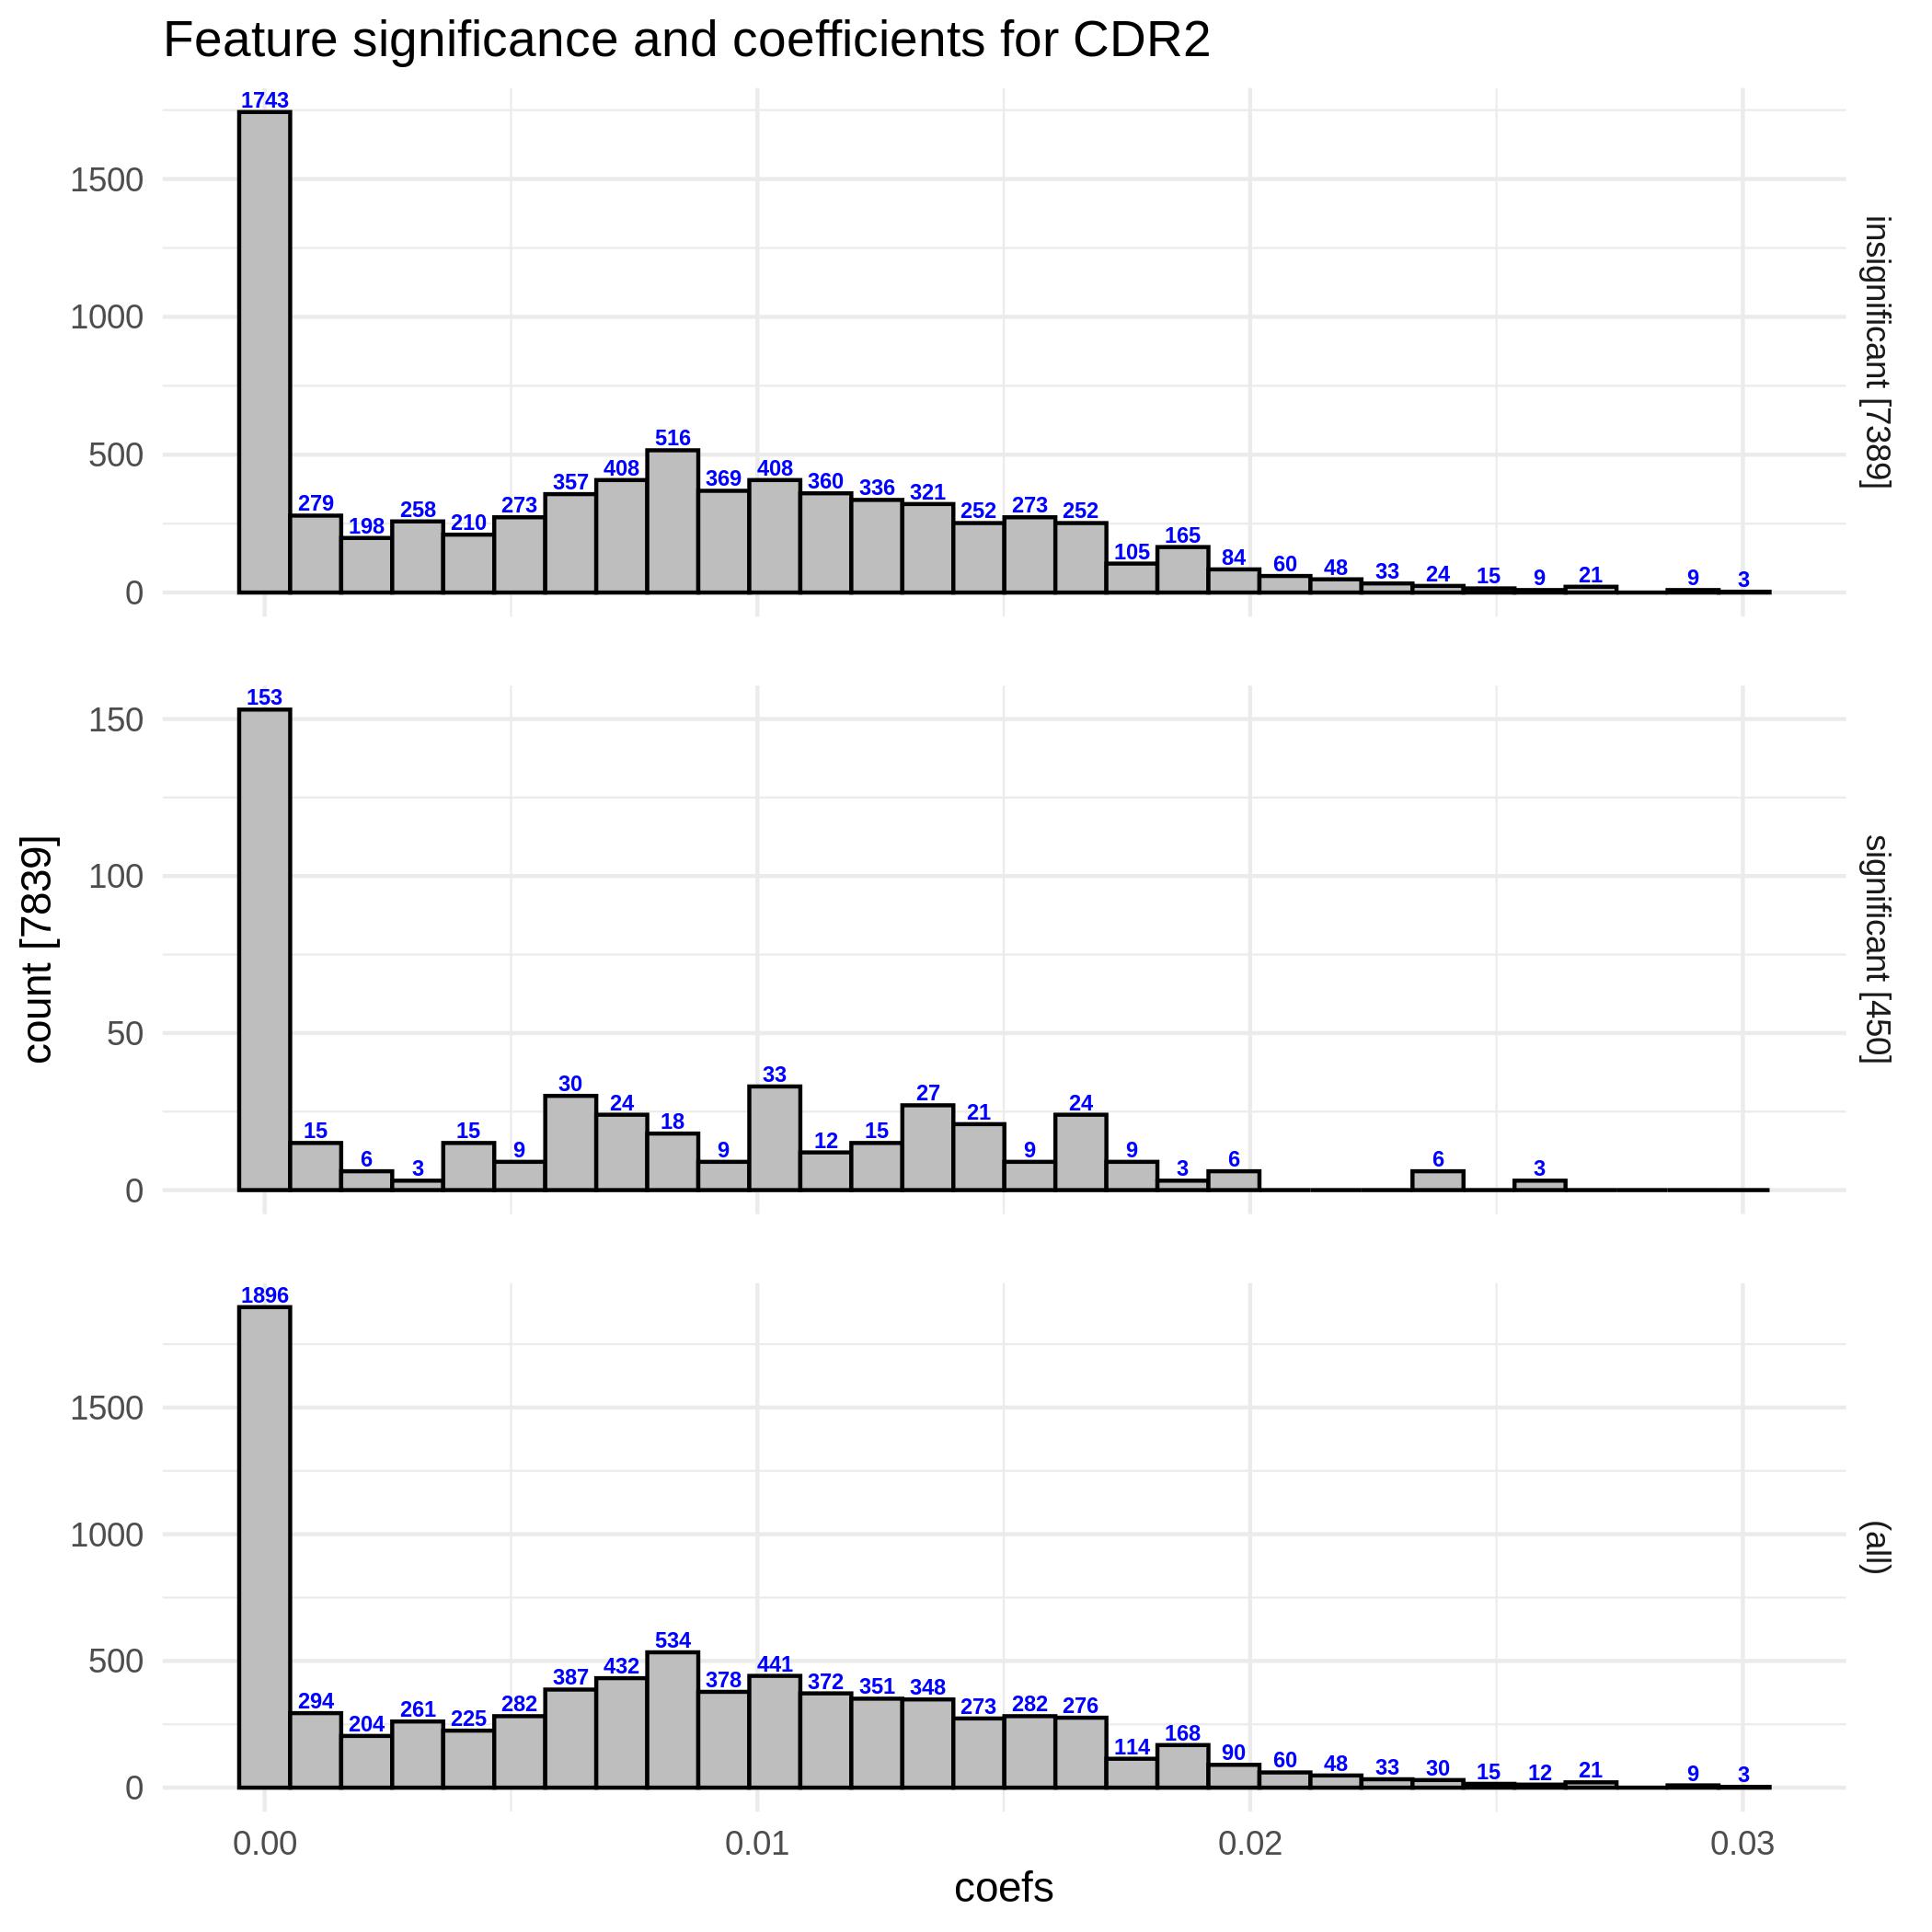 Feature significance and coefficients for CDR2
count [7839]
1743
1500
1000
500
0
279 198 258 210 273 357 408 516 369 408 360 336 321 252 273 252 105 165 84 60 48 33 24 15 9 21 9 3
insignificant [7389]
153
150
100
50
0
15 6 3 15 9 30 24 18 9 33 12 15 27 21 9 24 9 3 6 6 3
significant [450]
1896
1500
1000
500
0
294 204 261 225 282 387 432 534 378 441 372 351 348 273 282 276 114 168 90 60 48 33 30 15 12 21 9 3
(all)
0.00 0.01 0.02 0.03
coefs